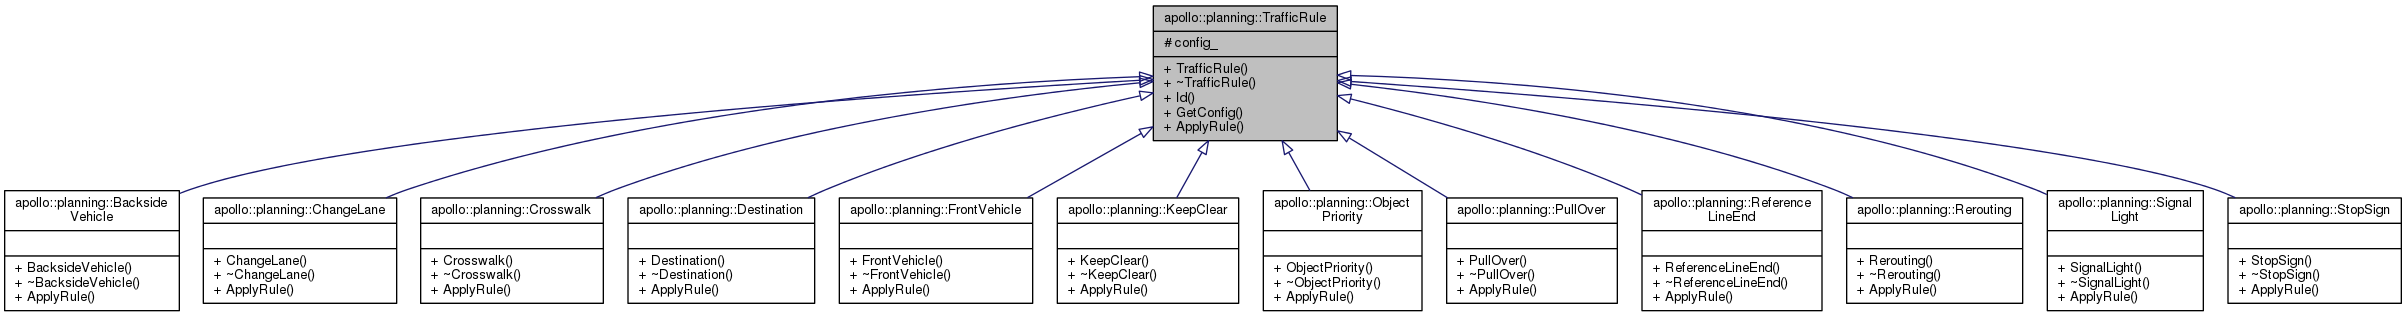 apollo::planning::TrafficRule
# config_
+ TrafficRule()
+ ~TrafficRule()
+ Id()
+ GetConfig()
+ ApplyRule()
apollo::planning::Backside
Vehicle
+ BacksideVehicle()
+ ~BacksideVehicle()
+ ApplyRule()
apollo::planning::ChangeLane
+ ChangeLane()
+ ~ChangeLane()
+ ApplyRule()
apollo::planning::Crosswalk
+ Crosswalk()
+ ~Crosswalk()
+ ApplyRule()
apollo::planning::Destination
+ Destination()
+ ~Destination()
+ ApplyRule()
apollo::planning::FrontVehicle
+ FrontVehicle()
+ ~FrontVehicle()
+ ApplyRule()
apollo::planning::KeepClear
+ KeepClear()
+ ~KeepClear()
+ ApplyRule()
apollo::planning::Object
Priority
+ ObjectPriority()
+ ~ObjectPriority()
+ ApplyRule()
apollo::planning::PullOver
+ PullOver()
+ ~PullOver()
+ ApplyRule()
apollo::planning::Reference
LineEnd
+ ReferenceLineEnd()
+ ~ReferenceLineEnd()
+ ApplyRule()
apollo::planning::Rerouting
+ Rerouting()
+ ~Rerouting()
+ ApplyRule()
apollo::planning::Signal
Light
+ SignalLight()
+ ~SignalLight()
+ ApplyRule()
apollo::planning::StopSign
+ StopSign()
+ ~StopSign()
+ ApplyRule()